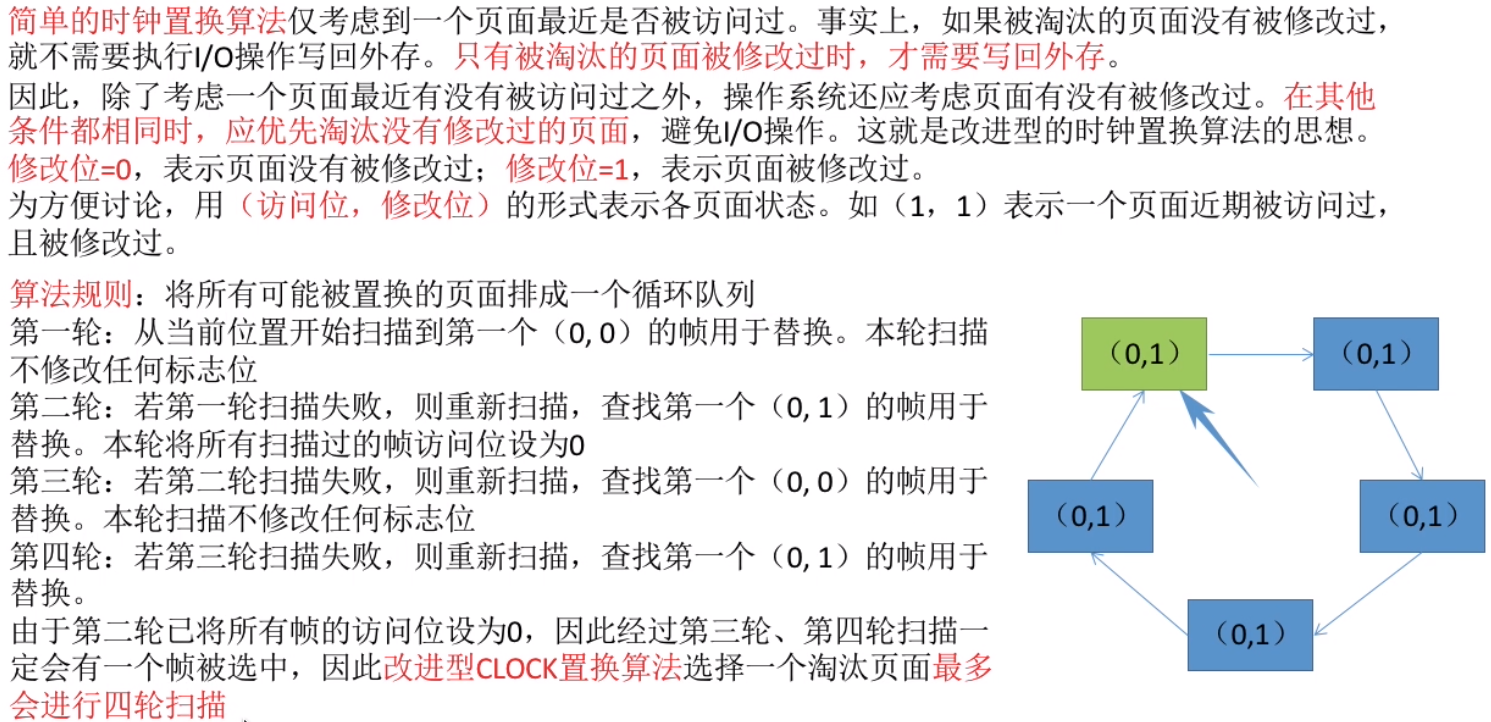 简单的时钟置换算法仅考虑到一个页面最近是否被访问过。事实上，如果被淘汰的页面没有被修改过，
就不需要执行I/O操作写回外存。只有被淘汰的页面被修改过时，才需要写回外存。
因此，除了考虑一个页面最近有没有被访问过之外，操作系统还应考虑页面有没有被修改过。在其他
条件都相同时，应优先淘汰没有修改过的页面，避免I/O操作。这就是改进型的时钟置换算法的思想。
修改位=0，表示页面没有被修改过；修改位=1，表示页面被修改过。
为方便讨论，用（访问位，修改位）的形式表示各页面状态。如（1，1）表示一个页面近期被访问过，
且被修改过。
算法规则：将所有可能被置换的页面排成一个循环队列
第一轮：从当前位置开始扫描到第一个（0, 0）的帧用于替换。本轮扫描
不修改任何标志位
第二轮：若第一轮扫描失败，则重新扫描，查找第一个（0, 1）的帧用于
替换。本轮将所有扫描过的帧访问位设为0
第三轮：若第二轮扫描失败，则重新扫描，查找第一个（0, 0）的帧用于
替换。本轮扫描不修改任何标志位
第四轮：若第三轮扫描失败，则重新扫描，查找第一个（0, 1）的帧用于
替换。
由于第二轮已将所有帧的访问位设为0，因此经过第三轮、第四轮扫描一
定会有一个帧被选中，因此改进型CLOCK置换算法选择一个淘汰页面最多
会进行四轮扫描
（0,1）
（0,1）
（0,1）
（0,1）
（0,1）